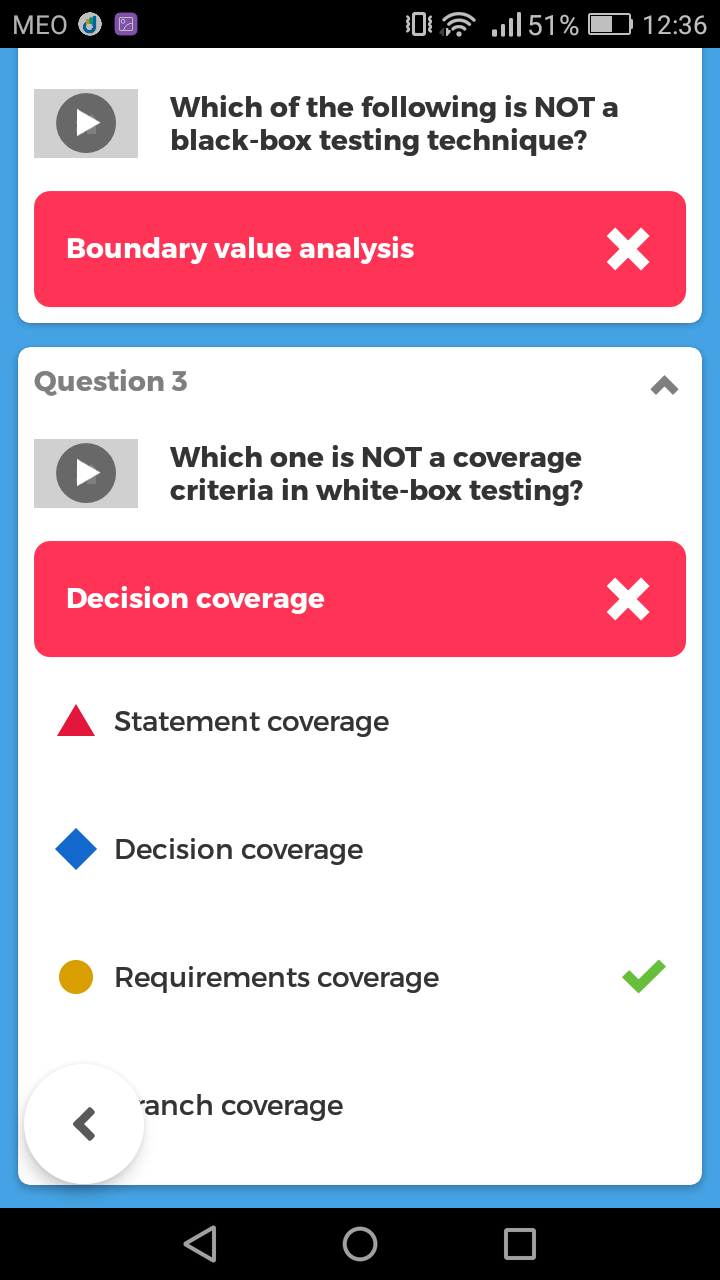 MEO 51% 12:36
Which of the following is NOT a
black-box testing technique?
Boundary value analysis
Question 3
Which one is NOT a coverage
criteria in white-box testing?
Decision coverage
Statement coverage
Decision coverage
Requirements coverage
coverage